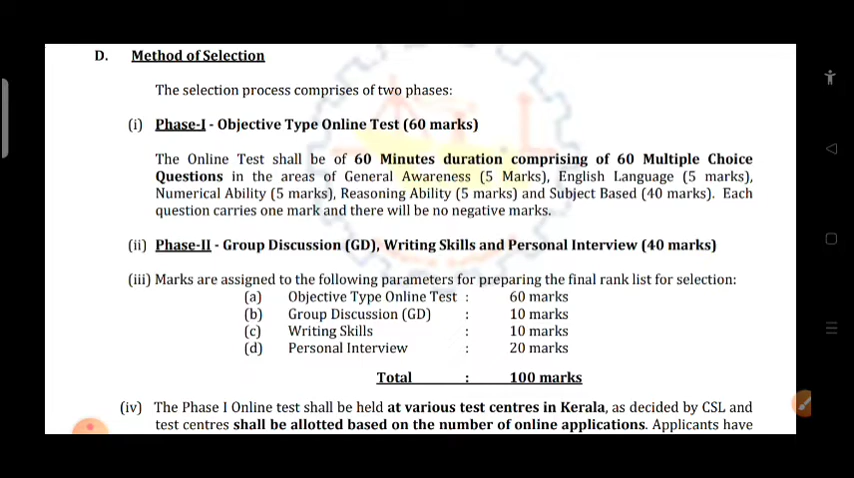 D. Method of Selection
The selection process comprises of two phases:
(i) Phase-I - Objective Type Online Test (60 marks)
The Online Test shall be of 60 Minutes duration comprising of 60 Multiple Choice
Questions in the areas of General Awareness (5 Marks), English Language (5 marks),
Numerical Ability (5 marks), Reasoning Ability (5 marks) and Subject Based (40 marks). Each
question carries one mark and there will be no negative marks.
(ii) Phase-II - Group Discussion (GD), Writing Skills and Personal Interview (40 marks)
(iii) Marks are assigned to the following parameters for preparing the final rank list for selection:
(a) Objective Type Online Test : 60 marks
(b) Group Discussion (GD) : 10 marks
(c) Writing Skills : 10 marks
(d) Personal Interview : 20 marks
Total : 100 marks
(iv) The Phase I Online test shall be held at various test centres in Kerala, as decided by CSL and
test centres shall be allotted based on the number of online applications. Applicants have